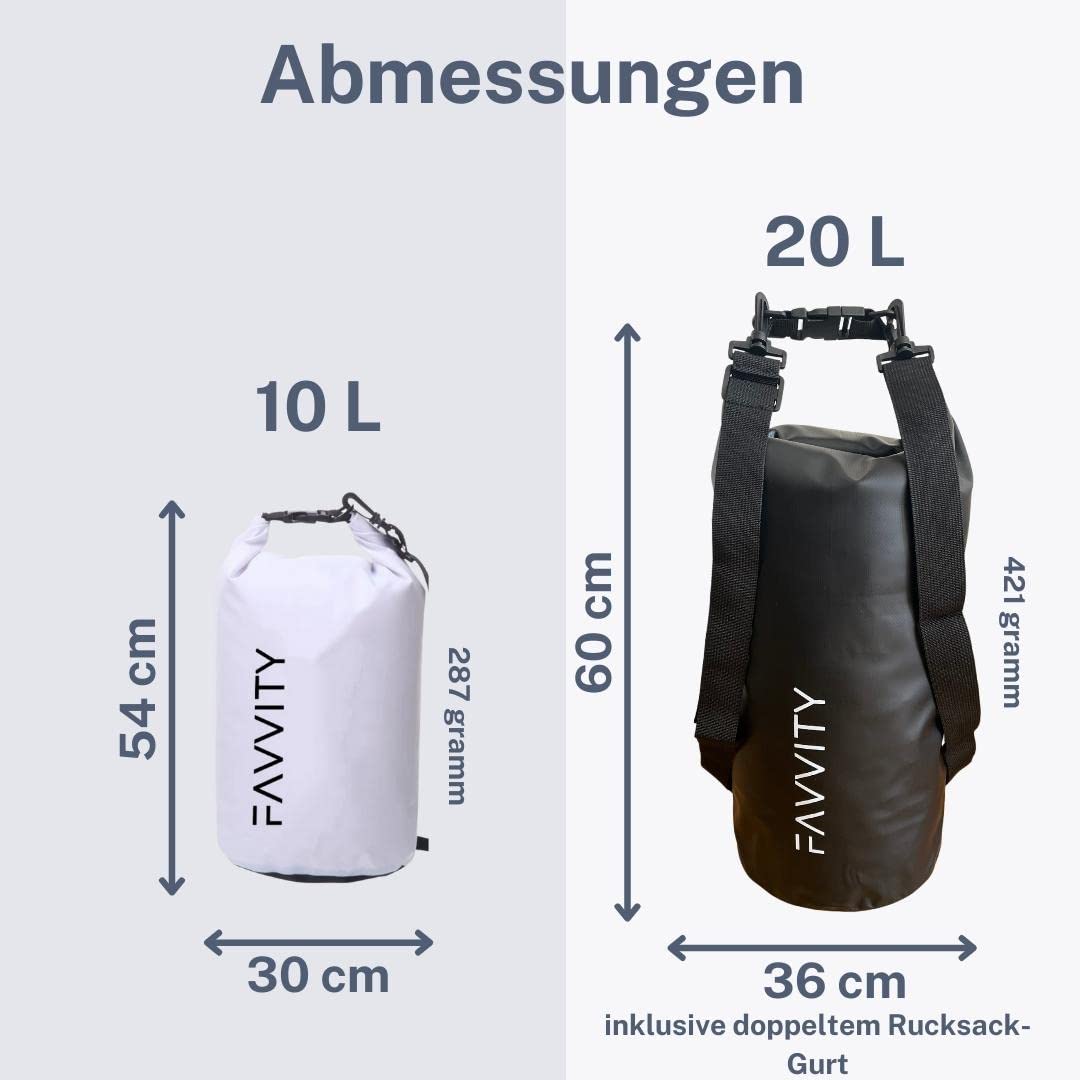 Abmessungen
10 L
54 cm
FAVVITY
287 gramm
30 cm
20 L
60 cm
FAVVITY
421 gramm
36 cm
inklusive doppeltem Rucksack-
Gurt